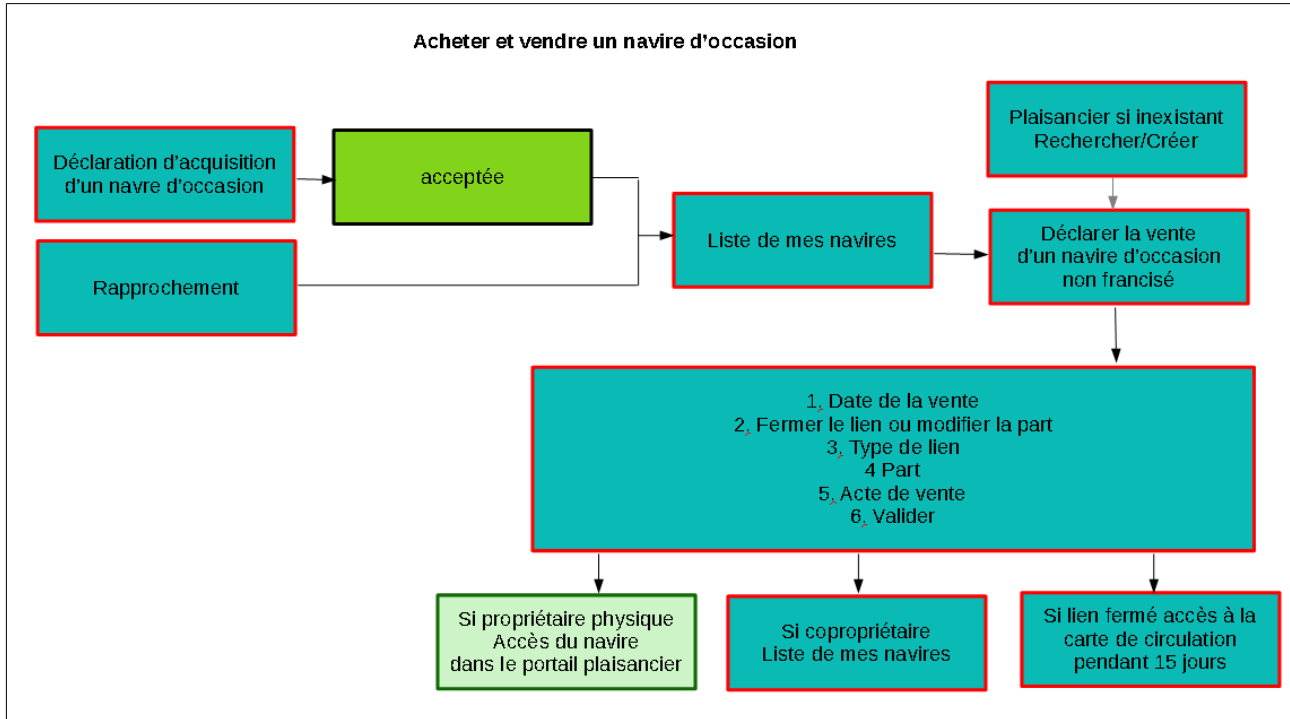 Acheter et vendre un navire d'occasion
Plaisancier si inexistant
Rechercher/Créer
Déclaration d'acquisition
d'un navre d'occasion
acceptée
Liste de mes navires
Déclarer la vente
d'un navire d'occasion
non francisé
Rapprochement
1, Date de la vente
2, Fermer le lien ou modifier la part
3, Type de lien
4 Part
5, Acte de vente
6, Valider
Si propriétaire physique
Accès du navire
dans le portail plaisancier
Si copropriétaire
Liste de mes navires
Si lien fermé accès à la
carte de circulation
pendant 15 jours